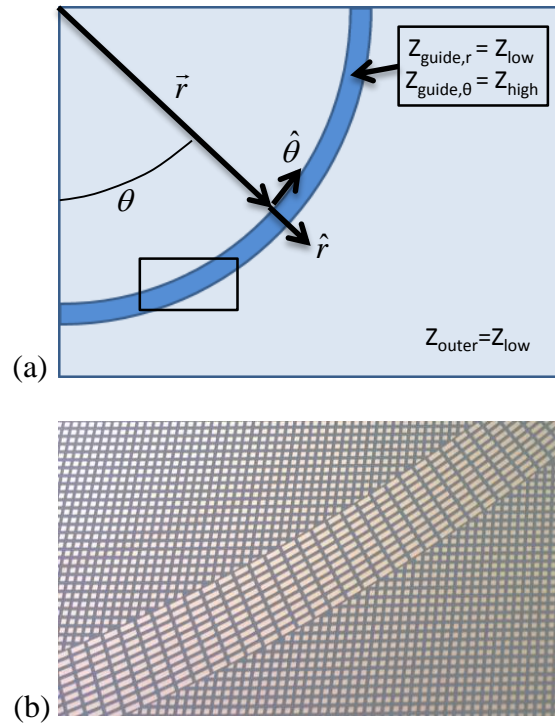 r⃗
Z_guide,r = Z_low
Z_guide,θ = Z_high
θ̂
θ
r̂
Z_outer=Z_low
(a)
(b)